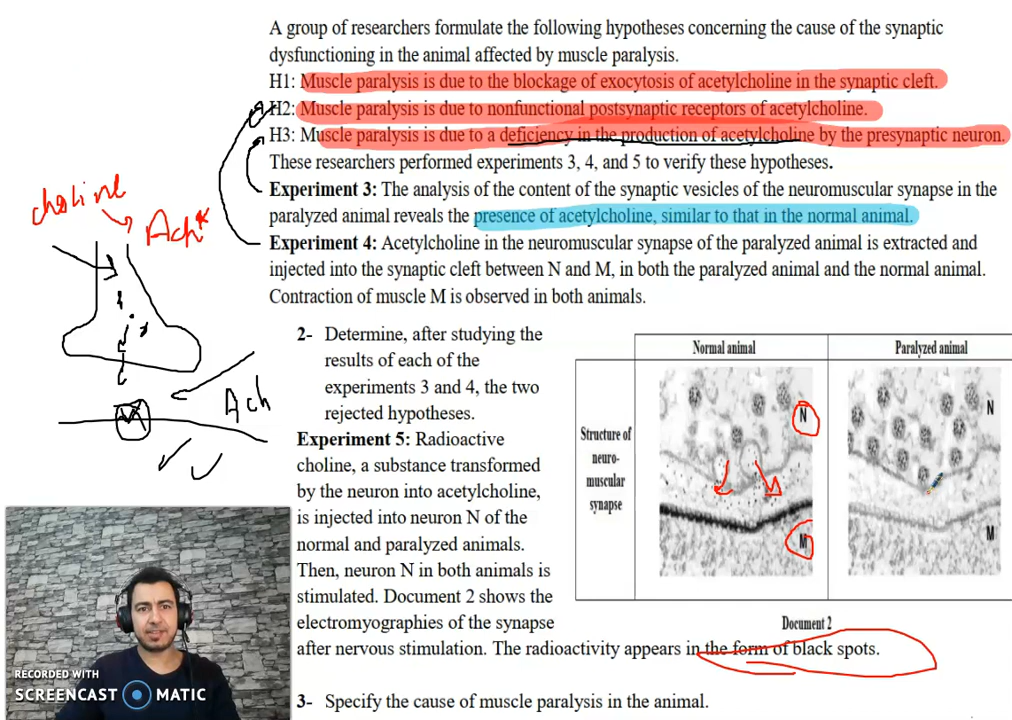 A group of researchers formulate the following hypotheses concerning the cause of the synaptic
dysfunctioning in the animal affected by muscle paralysis.
H1: Muscle paralysis is due to the blockage of exocytosis of acetylcholine in the synaptic cleft.
H2: Muscle paralysis is due to nonfunctional postsynaptic receptors of acetylcholine.
H3: Muscle paralysis is due to a deficiency in the production of acetylcholine by the presynaptic neuron.
These researchers performed experiments 3, 4, and 5 to verify these hypotheses.
Experiment 3: The analysis of the content of the synaptic vesicles of the neuromuscular synapse in the
paralyzed animal reveals the presence of acetylcholine, similar to that in the normal animal.
Experiment 4: Acetylcholine in the neuromuscular synapse of the paralyzed animal is extracted and
injected into the synaptic cleft between N and M, in both the paralyzed animal and the normal animal.
Contraction of muscle M is observed in both animals.
choline
Ach*
Ach
2- Determine, after studying the
results of each of the
experiments 3 and 4, the two
rejected hypotheses.
Experiment 5: Radioactive
choline, a substance transformed
by the neuron into acetylcholine,
is injected into neuron N of the
normal and paralyzed animals.
Then, neuron N in both animals is
stimulated. Document 2 shows the
electromyographies of the synapse
after nervous stimulation. The radioactivity appears in the form of black spots.
Normal animal
Paralyzed animal
Structure of
neuro-
muscular
synapse
N
M
N
M
Document 2
3- Specify the cause of muscle paralysis in the animal.
RECORDED WITH
SCREENCAST MATIC